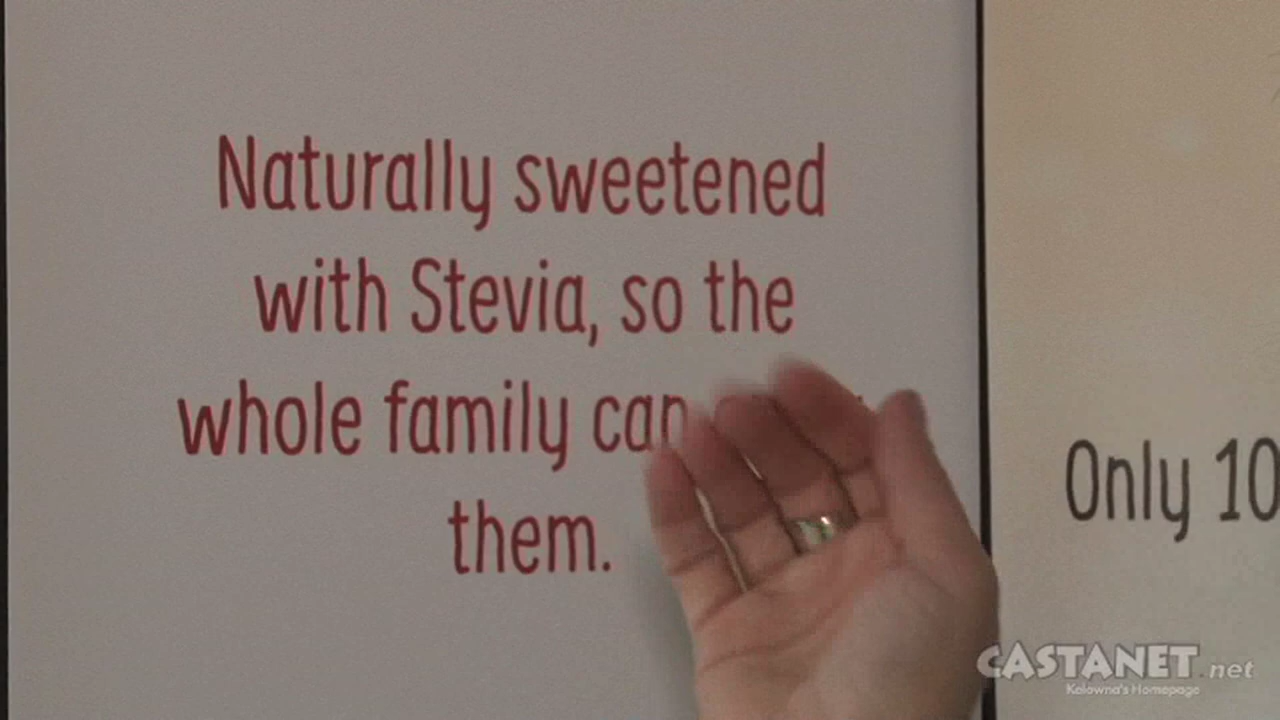 Naturally sweetened
with Stevia, so the
whole family can
them.
Only 10
CASTANET.net
Kelowna's Homepage